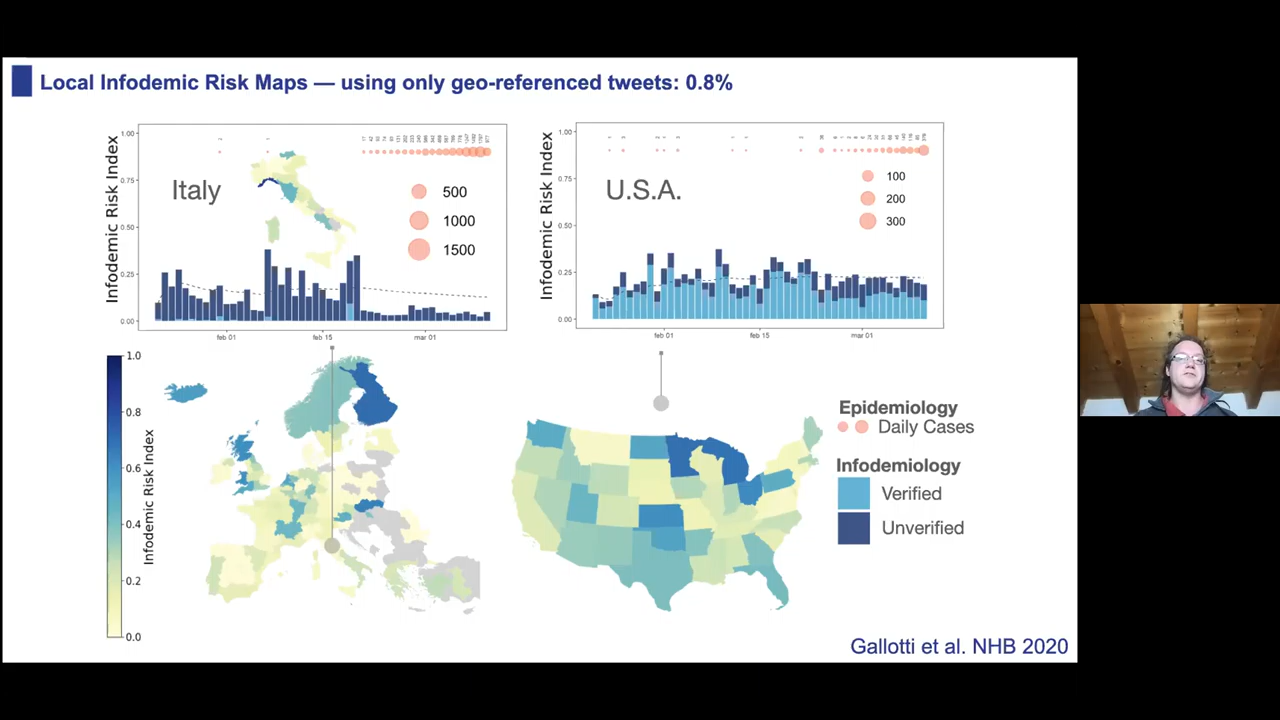 Local Infodemic Risk Maps — using only geo-referenced tweets: 0.8%
Infodemic Risk Index
1.00
0.75
0.50
0.25
0.00
Italy
500
1000
1500
feb 01
feb 15
mar 01
Infodemic Risk Index
1.00
0.75
0.50
0.25
0.00
U.S.A.
100
200
300
feb 01
feb 15
mar 01
Infodemic Risk Index
1.0
0.8
0.6
0.4
0.2
0.0
Epidemiology
Daily Cases
Infodemiology
Verified
Unverified
Gallotti et al. NHB 2020